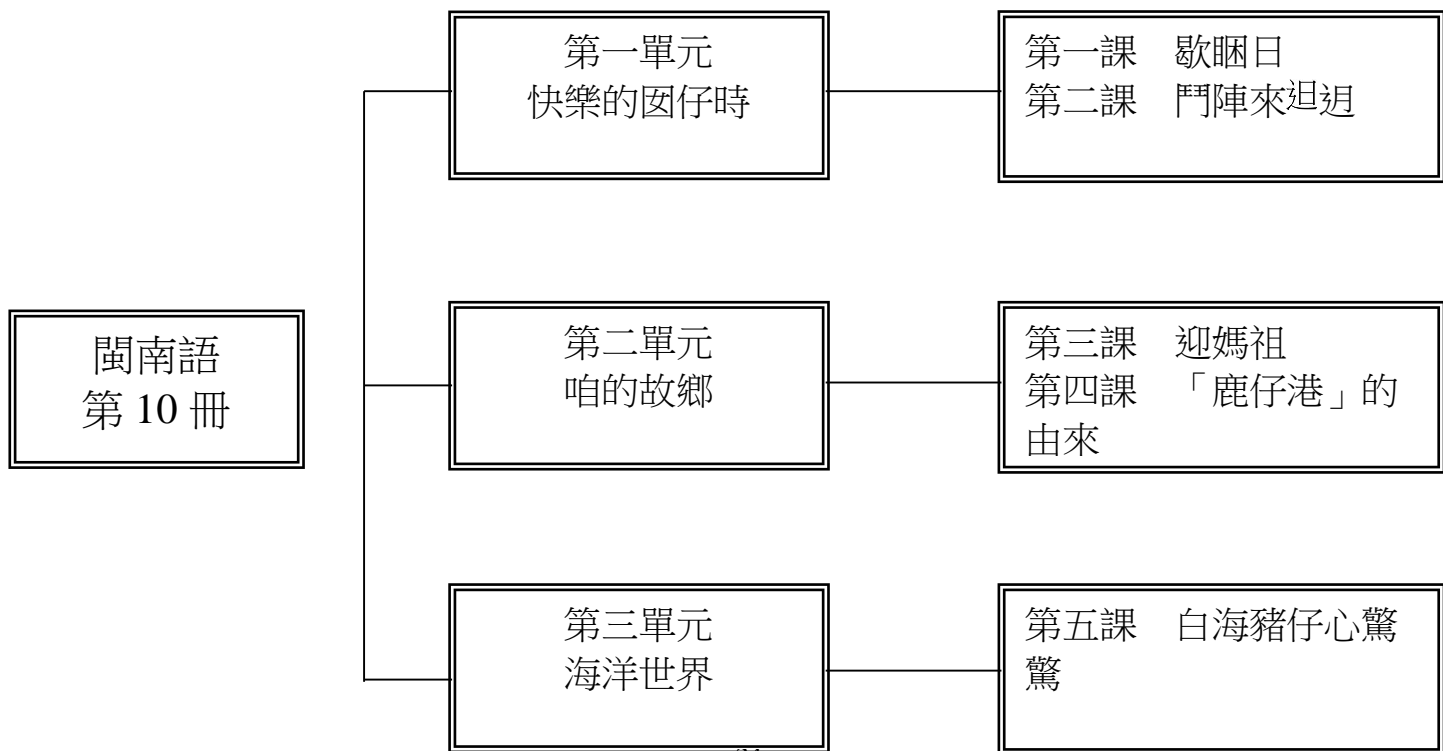 閩南語
第 10 冊
第一單元
快樂的囡仔時
第一課　歇睏日
第二課　鬥陣來迌迌
第二單元
咱的故鄉
第三課　迎媽祖
第四課　「鹿仔港」的
由來
第三單元
海洋世界
第五課　白海豬仔心驚
驚